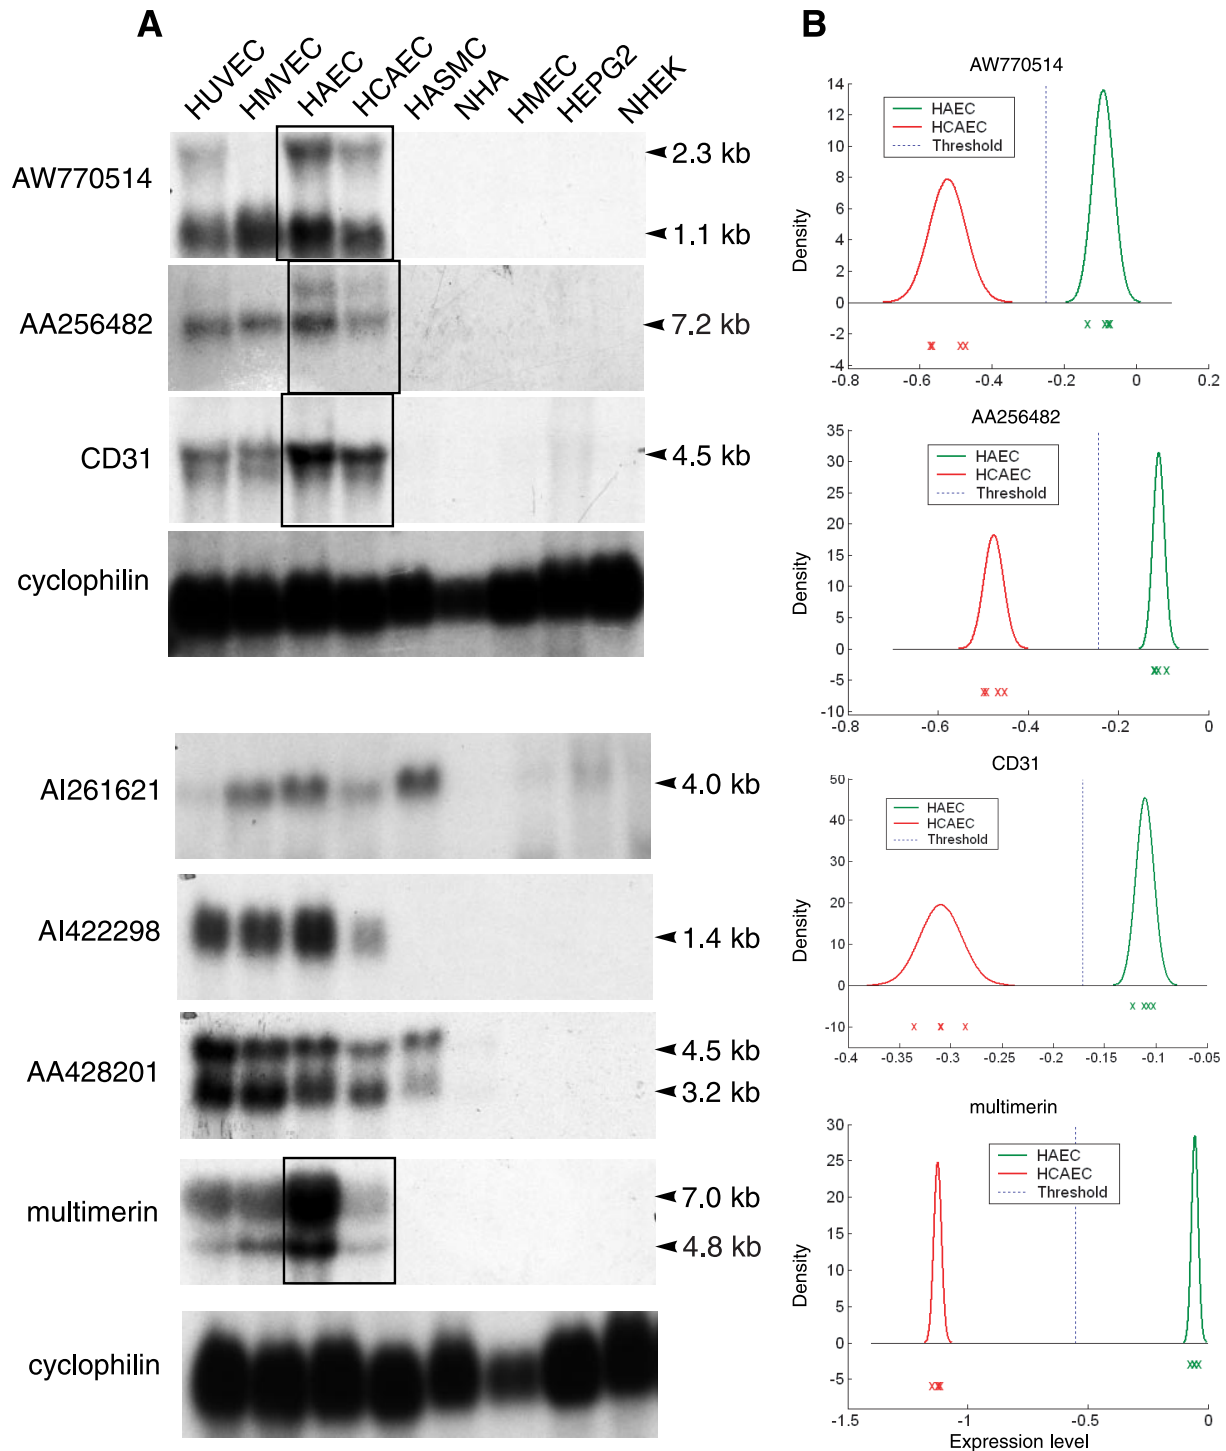 A
HUVEC
HMVEC
HAEC
HCAEC
HASMC
NHA
HMEC
HEPG2
NHEK
AW770514
2.3 kb
1.1 kb
AA256482
7.2 kb
CD31
4.5 kb
cyclophilin
AI261621
4.0 kb
AI422298
1.4 kb
AA428201
4.5 kb
3.2 kb
multimerin
7.0 kb
4.8 kb
cyclophilin
B
AW770514
HAEC
HCAEC
Threshold
Density
14
12
10
8
6
4
2
0
-2
-4
-0.8 -0.6 -0.4 -0.2 0 0.2
AA256482
HAEC
HCAEC
Threshold
Density
35
30
25
20
15
10
5
0
-5
-10
-0.8 -0.6 -0.4 -0.2 0
CD31
HAEC
HCAEC
Threshold
Density
50
40
30
20
10
0
-10
-0.4 -0.35 -0.3 -0.25 -0.2 -0.15 -0.1 -0.05
multimerin
HAEC
HCAEC
Threshold
Density
30
25
20
15
10
5
0
-5
-1.5 -1 -0.5 0
Expression level